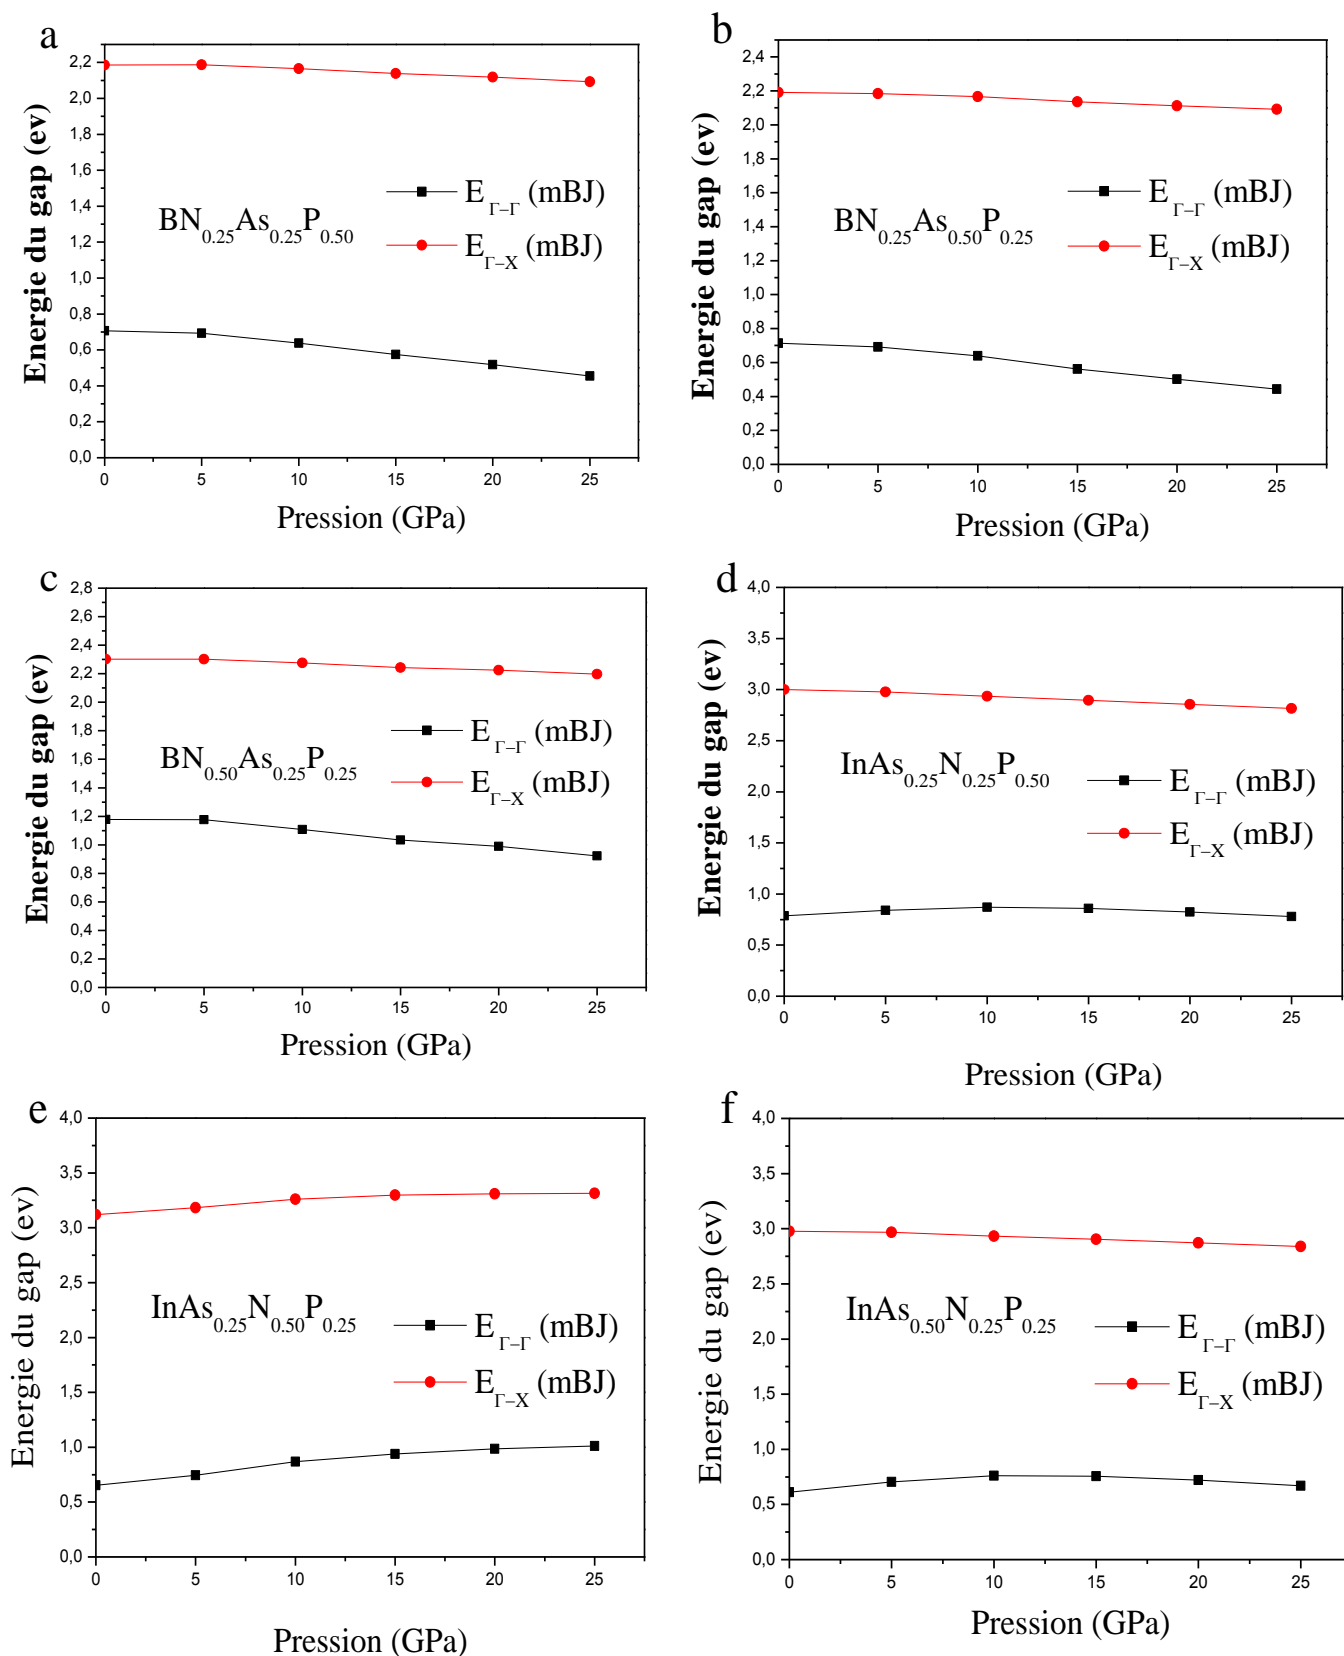 a
2,2
2,0
1,8
1,6
1,4
1,2
1,0
0,8
0,6
0,4
0,2
0,0
0 5 10 15 20 25
Energie du gap (ev)
Pression (GPa)
BN0.25As0.25P0.50
EΓ−Γ (mBJ)
EΓ−X (mBJ)
b
2,4
2,2
2,0
1,8
1,6
1,4
1,2
1,0
0,8
0,6
0,4
0,2
0,0
0 5 10 15 20 25
Energie du gap (ev)
Pression (GPa)
BN0.25As0.50P0.25
EΓ−Γ (mBJ)
EΓ−X (mBJ)
c
2,8
2,6
2,4
2,2
2,0
1,8
1,6
1,4
1,2
1,0
0,8
0,6
0,4
0,2
0,0
0 5 10 15 20 25
Energie du gap (ev)
Pression (GPa)
BN0.50As0.25P0.25
EΓ−Γ (mBJ)
EΓ−X (mBJ)
d
4,0
3,5
3,0
2,5
2,0
1,5
1,0
0,5
0,0
0 5 10 15 20 25
Energie du gap (ev)
Pression (GPa)
InAs0.25N0.25P0.50
EΓ−Γ (mBJ)
EΓ−X (mBJ)
e
4,0
3,5
3,0
2,5
2,0
1,5
1,0
0,5
0,0
0 5 10 15 20 25
Energie du gap (ev)
Pression (GPa)
InAs0.25N0.50P0.25
EΓ−Γ (mBJ)
EΓ−X (mBJ)
f
4,0
3,5
3,0
2,5
2,0
1,5
1,0
0,5
0,0
0 5 10 15 20 25
Energie du gap (ev)
Pression (GPa)
InAs0.50N0.25P0.25
EΓ−Γ (mBJ)
EΓ−X (mBJ)